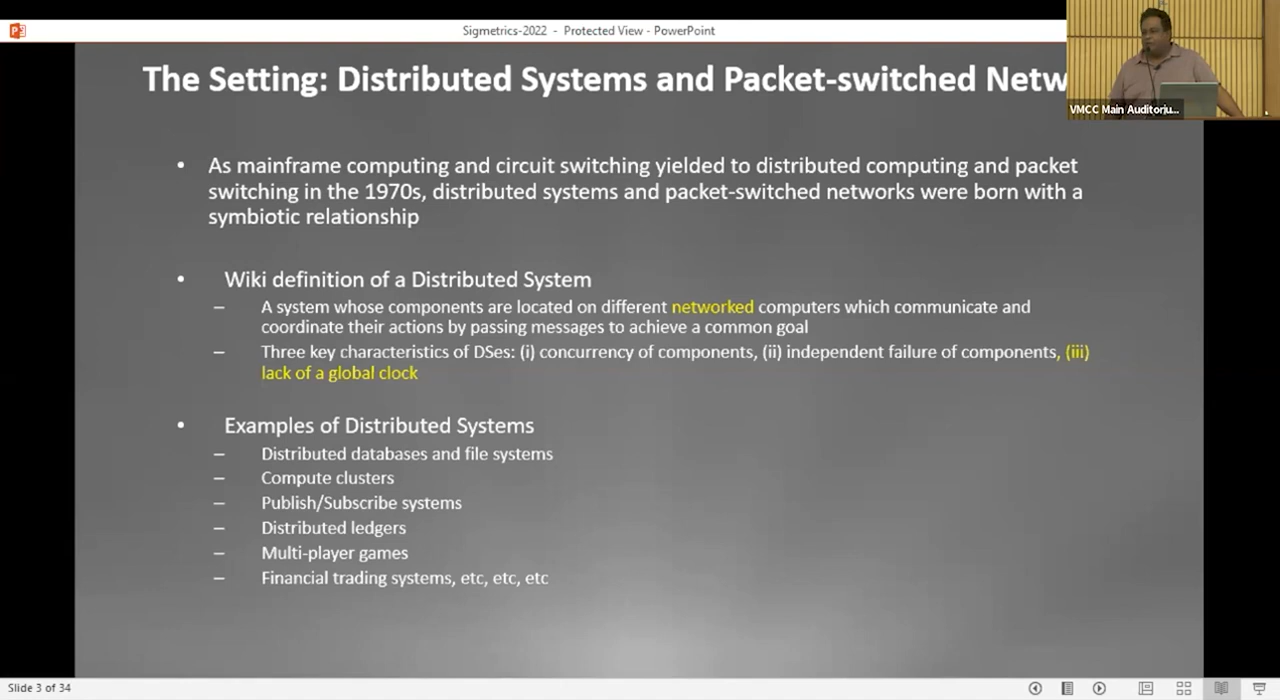 Sigmetrics-2022 - Protected View - PowerPoint
The Setting: Distributed Systems and Packet-switched Netw
VMCC Main Auditoriu...
• As mainframe computing and circuit switching yielded to distributed computing and packet
switching in the 1970s, distributed systems and packet-switched networks were born with a
symbiotic relationship
• Wiki definition of a Distributed System
– A system whose components are located on different networked computers which communicate and
coordinate their actions by passing messages to achieve a common goal
– Three key characteristics of DSes: (i) concurrency of components, (ii) independent failure of components, (iii)
lack of a global clock
• Examples of Distributed Systems
– Distributed databases and file systems
– Compute clusters
– Publish/Subscribe systems
– Distributed ledgers
– Multi-player games
– Financial trading systems, etc, etc, etc
Slide 3 of 34